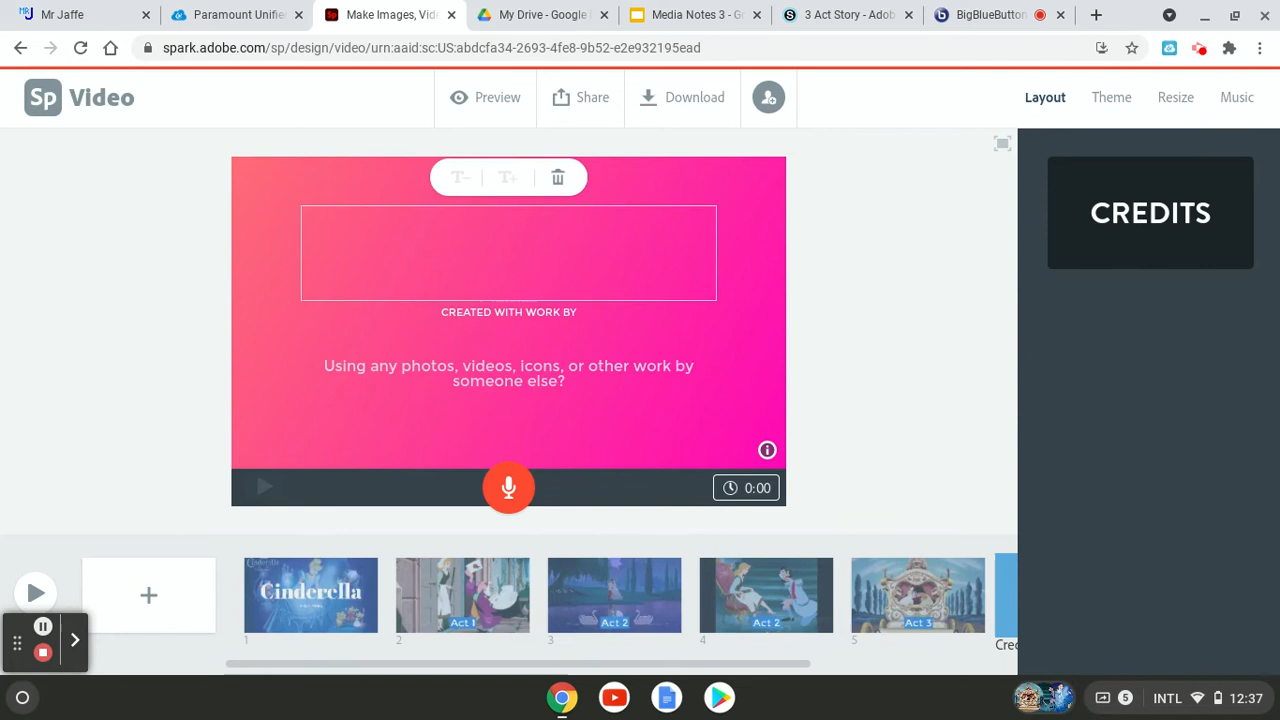 Mr Jaffe
Paramount Unifie
Make Images, Vid
My Drive - Google
Media Notes 3 - G
3 Act Story - Adob
BigBlueButton
spark.adobe.com/sp/design/video/urn:aaid:sc:US:abdcfa34-2693-4fe8-9b52-e2e932195ead
Sp Video
Preview
Share
Download
Layout
Theme
Resize
Music
T-
T+
CREDITS
CREATED WITH WORK BY
Using any photos, videos, icons, or other work by
someone else?
0:00
Cinderella
Cinderella
Act 1
Act 2
Act 2
Act 3
1
2
3
4
5
Cred
5
INTL
12:37